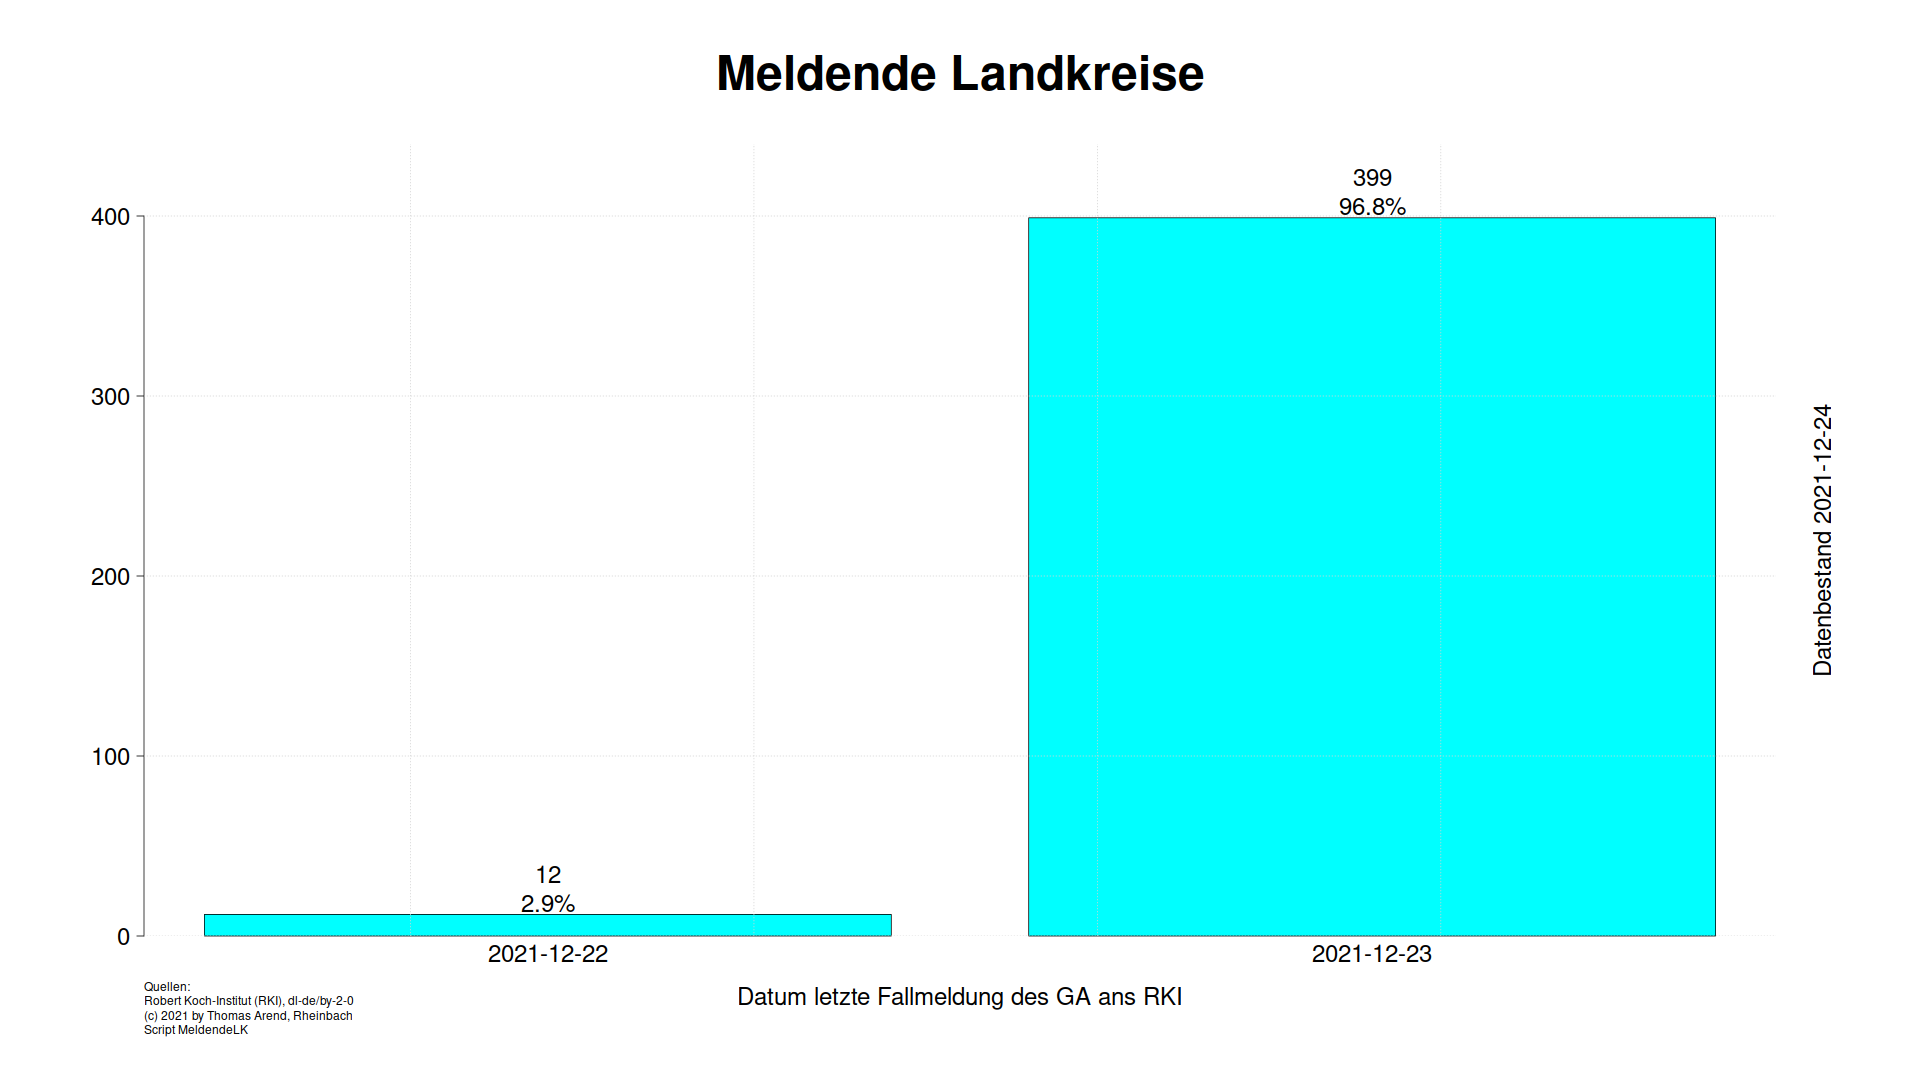 Meldende Landkreise
399
96.8%
400
300
200
100
0
12
2.9%
2021-12-22
2021-12-23
Datum letzte Fallmeldung des GA ans RKI
Datenbestand 2021-12-24
Quellen:
Robert Koch-Institut (RKI), dl-de/by-2-0
(c) 2021 by Thomas Arend, Rheinbach
Script MeldendeLK